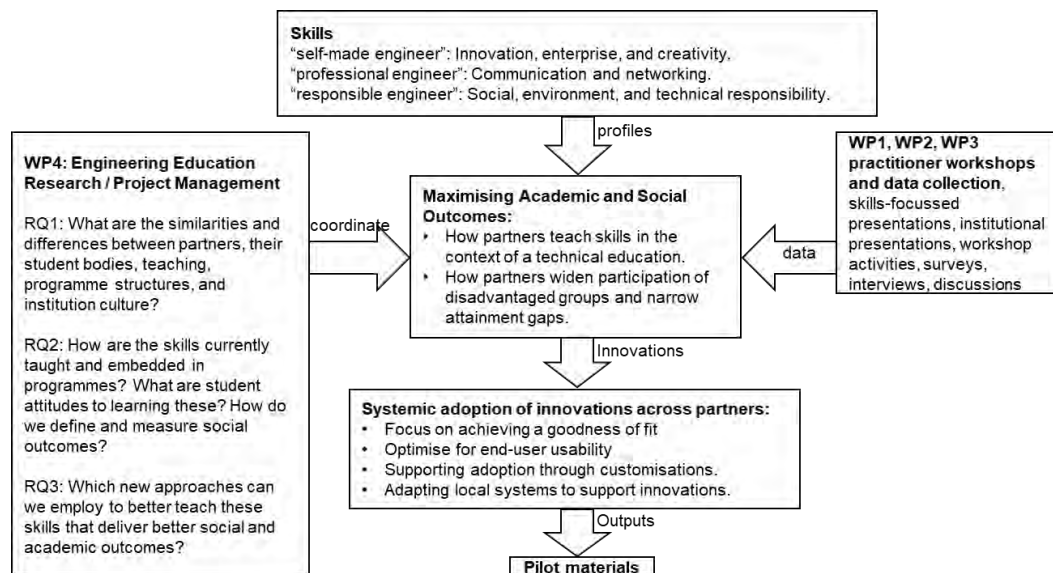 Skills
“self-made engineer”: Innovation, enterprise, and creativity.
“professional engineer”: Communication and networking.
“responsible engineer”: Social, environment, and technical responsibility.
profiles
WP4: Engineering Education
Research / Project Management
RQ1: What are the similarities and
differences between partners, their
student bodies, teaching,
programme structures, and
institution culture?
RQ2: How are the skills currently
taught and embedded in
programmes? What are student
attitudes to learning these? How do
we define and measure social
outcomes?
RQ3: Which new approaches can
we employ to better teach these
skills that deliver better social and
academic outcomes?
coordinate
Maximising Academic and Social
Outcomes:
• How partners teach skills in the
context of a technical education.
• How partners widen participation of
disadvantaged groups and narrow
attainment gaps.
data
WP1, WP2, WP3
practitioner workshops
and data collection,
skills-focussed
presentations, institutional
presentations, workshop
activities, surveys,
interviews, discussions
Innovations
Systemic adoption of innovations across partners:
• Focus on achieving a goodness of fit
• Optimise for end-user usability
• Supporting adoption through customisations.
• Adapting local systems to support innovations.
Outputs
Pilot materials